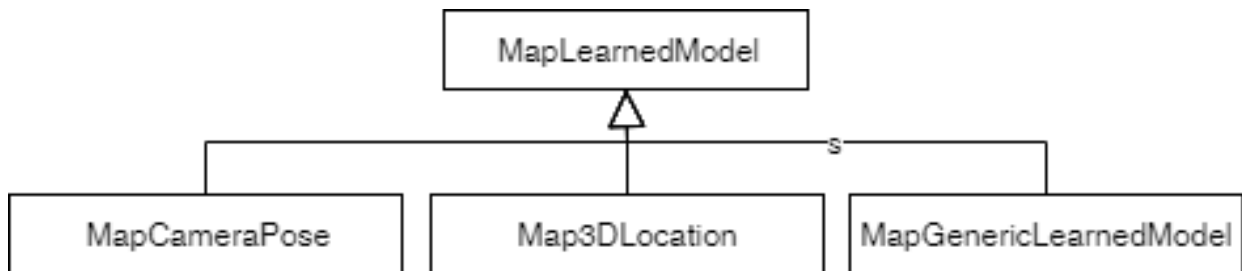 MapLearnedModel
s
MapCameraPose
Map3DLocation
MapGenericLearnedModel